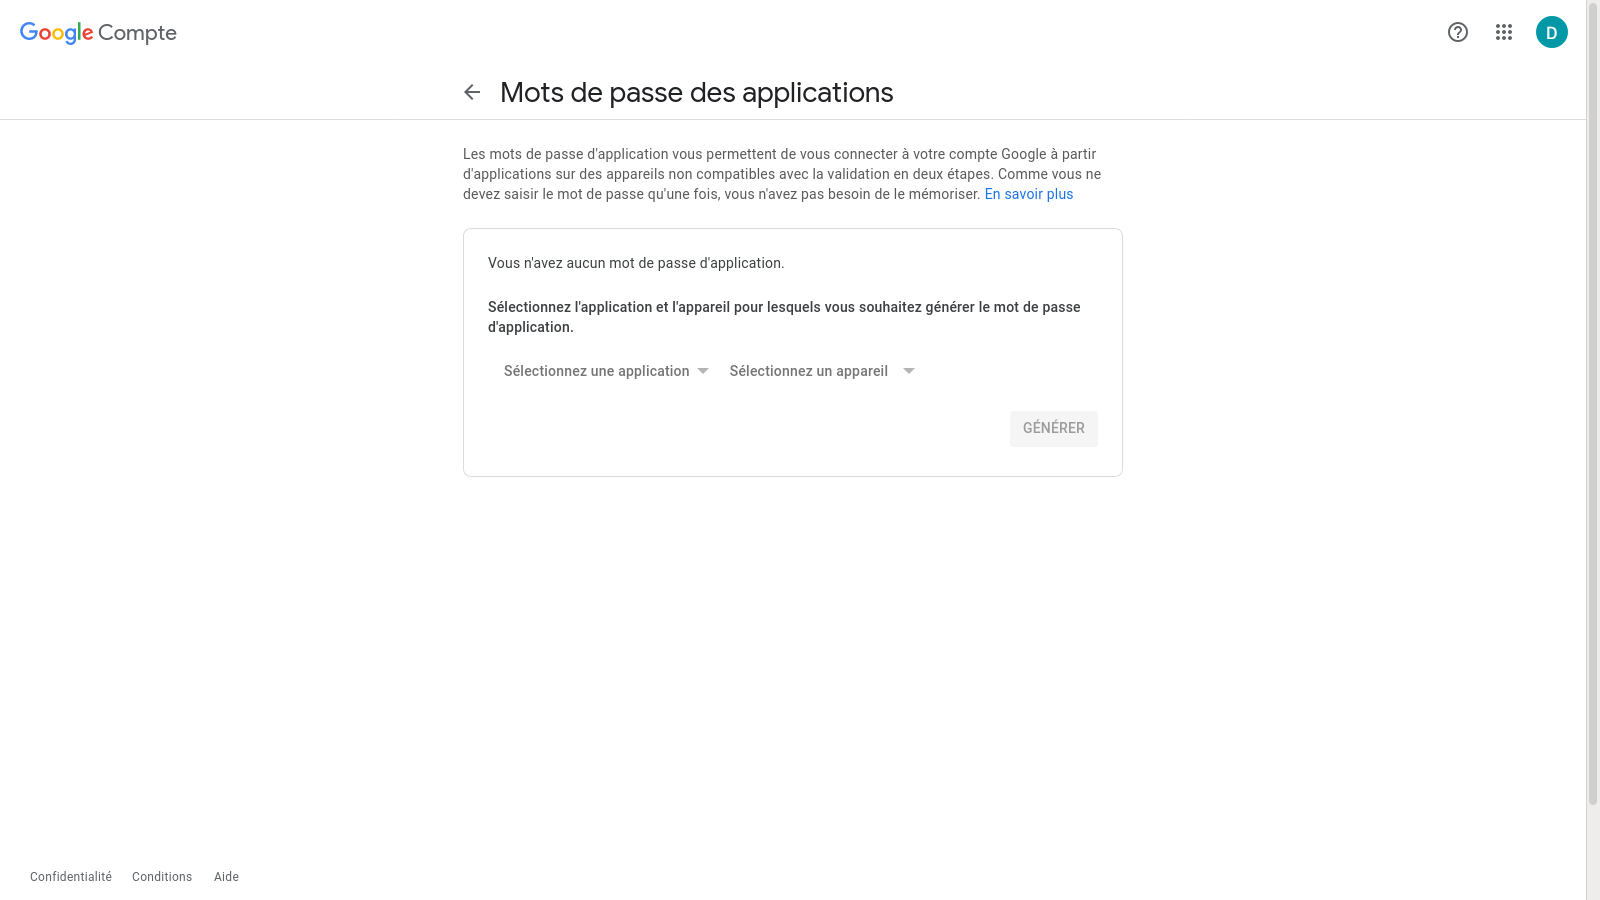 Google Compte
D
Mots de passe des applications
Les mots de passe d'application vous permettent de vous connecter à votre compte Google à partir
d'applications sur des appareils non compatibles avec la validation en deux étapes. Comme vous ne
devez saisir le mot de passe qu'une fois, vous n'avez pas besoin de le mémoriser. En savoir plus
Vous n'avez aucun mot de passe d'application.
Sélectionnez l'application et l'appareil pour lesquels vous souhaitez générer le mot de passe
d'application.
Sélectionnez une application Sélectionnez un appareil
GÉNÉRER
Confidentialité Conditions Aide